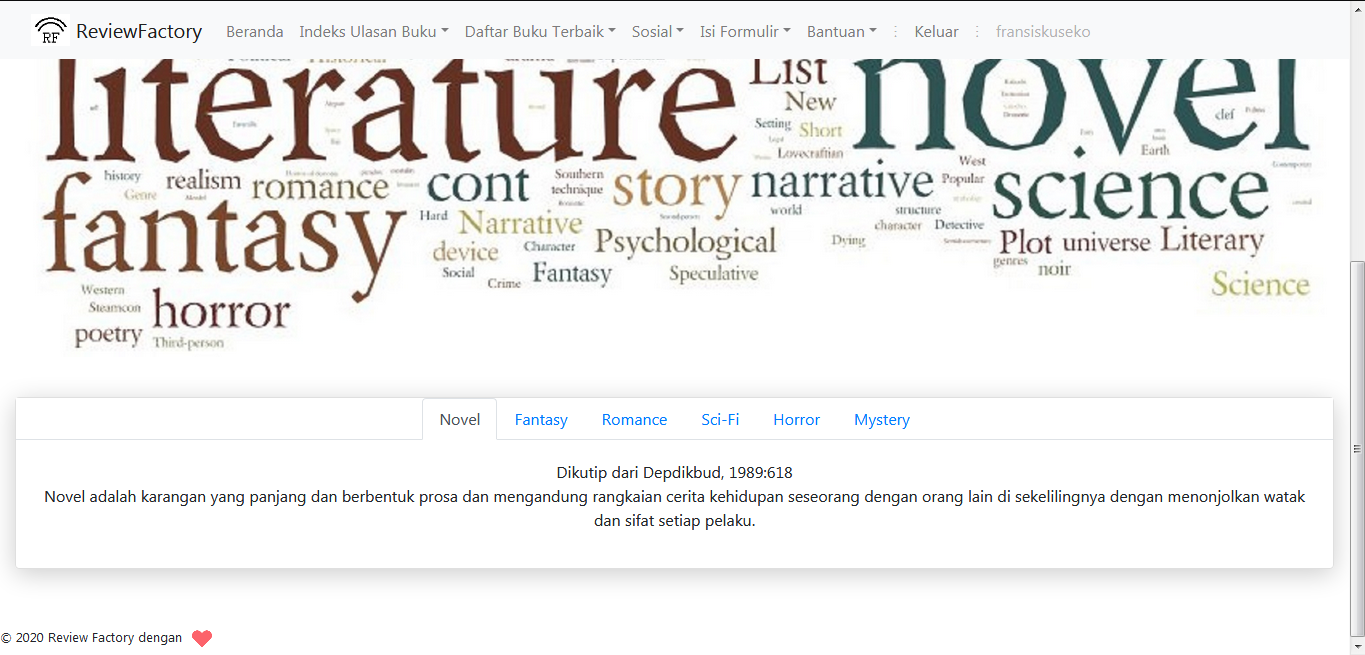 RF ReviewFactory Beranda Indeks Ulasan Buku Daftar Buku Terbaik Sosial Isi Formulir Bantuan Keluar fransiskuseko
literature List novel
New
Setting Short clef
Lovecraftian Earth
history realism romance cont Southern technique story narrative West Popular science
Genre
fantasy Hard Narrative world structure
device Character Psychological Dying character Detective Plot universe Literary
Social Crime Fantasy Speculative genres noir
Western Science
Steamcon horror
poetry Third-person
Novel Fantasy Romance Sci-Fi Horror Mystery
Dikutip dari Depdikbud, 1989:618
Novel adalah karangan yang panjang dan berbentuk prosa dan mengandung rangkaian cerita kehidupan seseorang dengan orang lain di sekelilingnya dengan menonjolkan watak
dan sifat setiap pelaku.
© 2020 Review Factory dengan